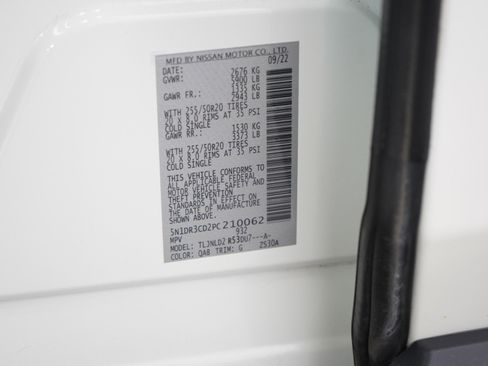 MFD BY NISSAN MOTOR CO., LTD.
DATE: 09/22
GVWR: 2676 KG
5900 LB
GAWR FR.: 1335 KG
2943 LB
WITH 255/50R20 TIRES
20 X 8.0 RIMS AT 35 PSI
COLD SINGLE
GAWR RR.: 1530 KG
3373 LB
WITH 255/50R20 TIRES
20 X 8.0 RIMS AT 35 PSI
COLD SINGLE
THIS VEHICLE CONFORMS TO
ALL APPLICABLE FEDERAL
MOTOR VEHICLE SAFETY AND
THEFT PREVENTION STANDARDS
IN EFFECT ON THE DATE OF
MANUFACTURE
SHOWN ABOVE.
5N1DR3CD2PC210062
MPV 932
MODEL: TLJNLD2 R53DU7---A-
COLOR: QAB TRIM: G ZS30A